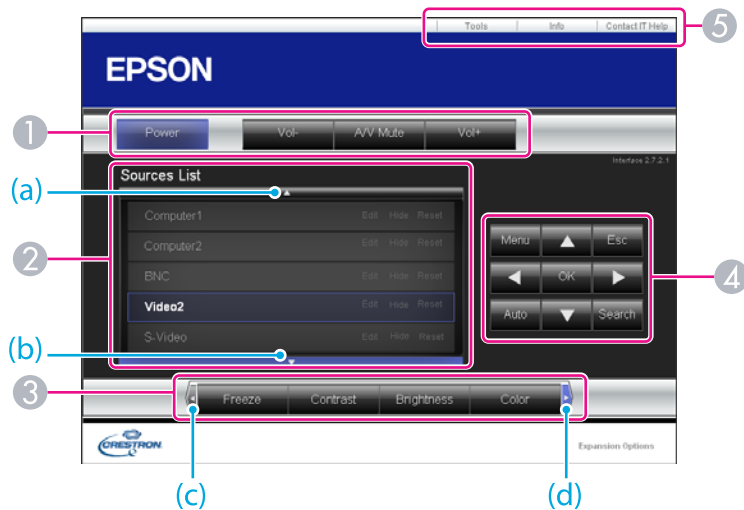 Tools Info Contact IT Help
5
EPSON
1
Power Vol- A/V Mute Vol+
Interface 2.7.2.1
Sources List
(a)
Computer1 Edit Hide Reset
Computer2 Edit Hide Reset
2
BNC Edit Hide Reset
Video2 Edit Hide Reset
S-Video Edit Hide Reset
(b)
Menu Esc
OK
4
Auto Search
3
Freeze Contrast Brightness Color
CRESTRON
Expansion Options
(c) (d)